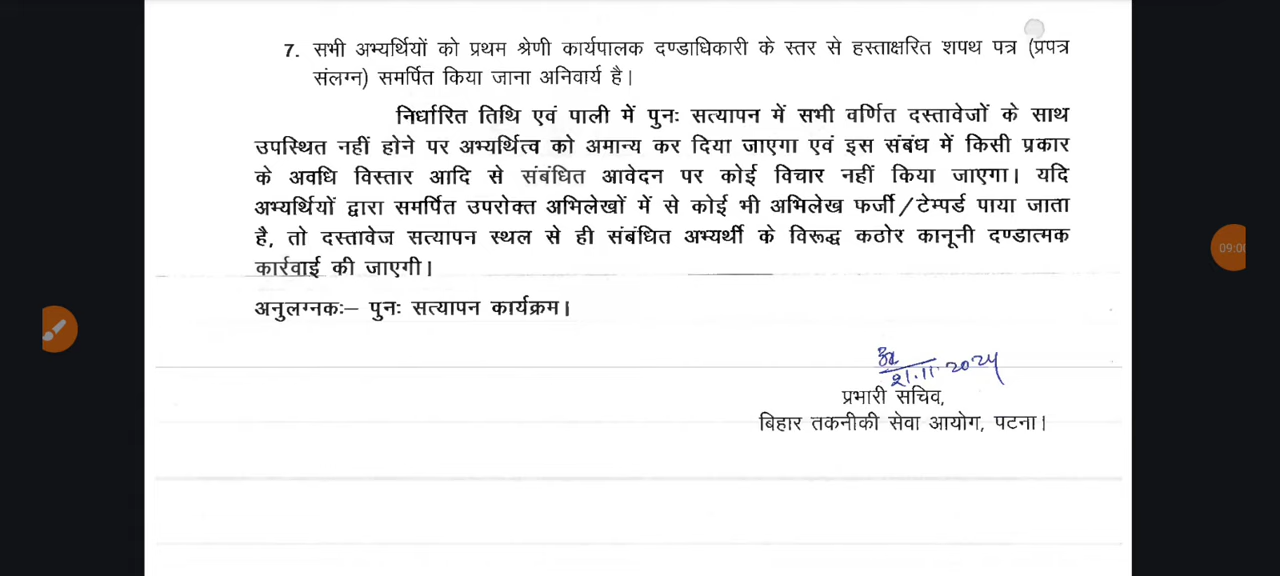 7. सभी अभ्यर्थियों को प्रथम श्रेणी कार्यपालक दण्डाधिकारी के स्तर से हस्ताक्षरित शपथ पत्र (प्रपत्र
संलग्न) समर्पित किया जाना अनिवार्य है।
निर्धारित तिथि एवं पाली में पुनः सत्यापन में सभी वर्णित दस्तावेजों के साथ
उपस्थित नहीं होने पर अभ्यर्थित्व को अमान्य कर दिया जाएगा एवं इस संबंध में किसी प्रकार
के अवधि विस्तार आदि से संबंधित आवेदन पर कोई विचार नहीं किया जाएगा। यदि
अभ्यर्थियों द्वारा समर्पित उपरोक्त अभिलेखों में से कोई भी अभिलेख फर्जी/टेम्पर्ड पाया जाता
है, तो दस्तावेज सत्यापन स्थल से ही संबंधित अभ्यर्थी के विरूद्ध कठोर कानूनी दण्डात्मक
कार्रवाई की जाएगी।
09:00
अनुलग्नकः– पुनः सत्यापन कार्यक्रम।
21.11.2024
प्रभारी सचिव,
बिहार तकनीकी सेवा आयोग, पटना।